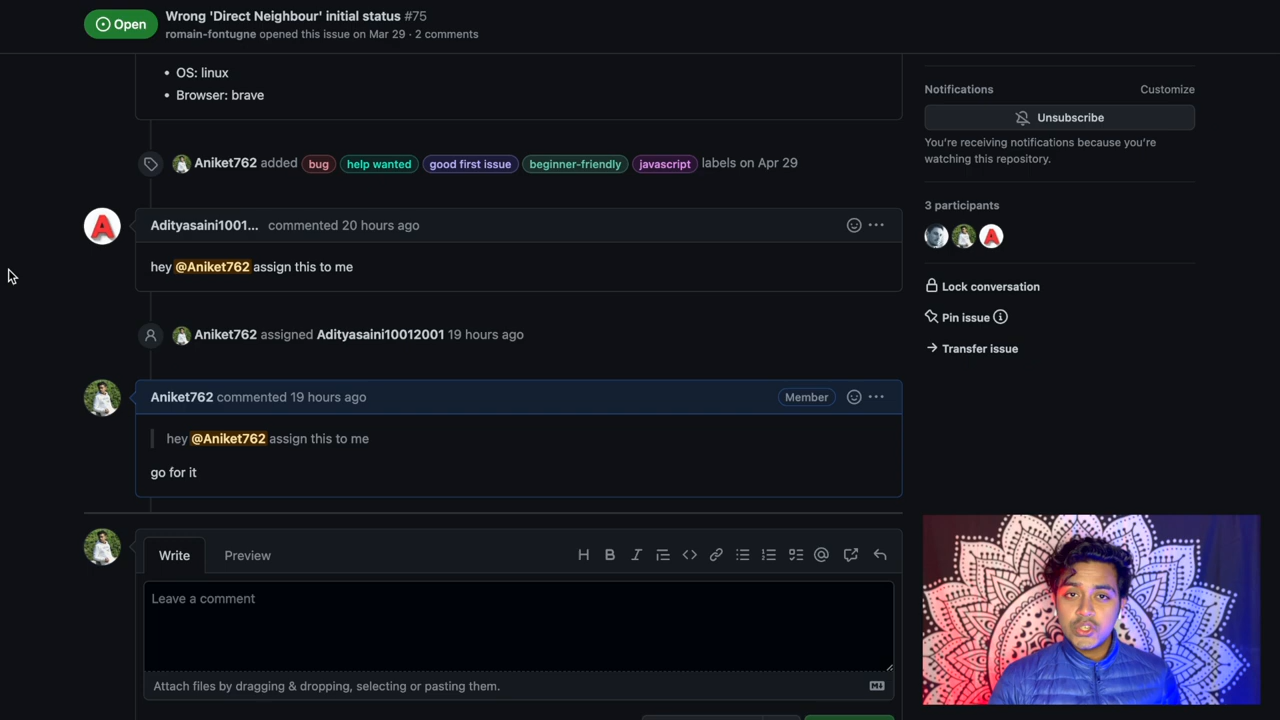 Open
Wrong 'Direct Neighbour' initial status #75
romain-fontugne opened this issue on Mar 29 · 2 comments
• OS: linux
• Browser: brave
Notifications
Customize
Unsubscribe
You're receiving notifications because you're
watching this repository.
Aniket762 added bug help wanted good first issue beginner-friendly javascript labels on Apr 29
3 participants
A
A
Adityasaini1001... commented 20 hours ago
hey @Aniket762 assign this to me
Lock conversation
Pin issue
Transfer issue
Aniket762 assigned Adityasaini10012001 19 hours ago
Aniket762 commented 19 hours ago
Member
hey @Aniket762 assign this to me
go for it
Write
Preview
Leave a comment
Attach files by dragging & dropping, selecting or pasting them.